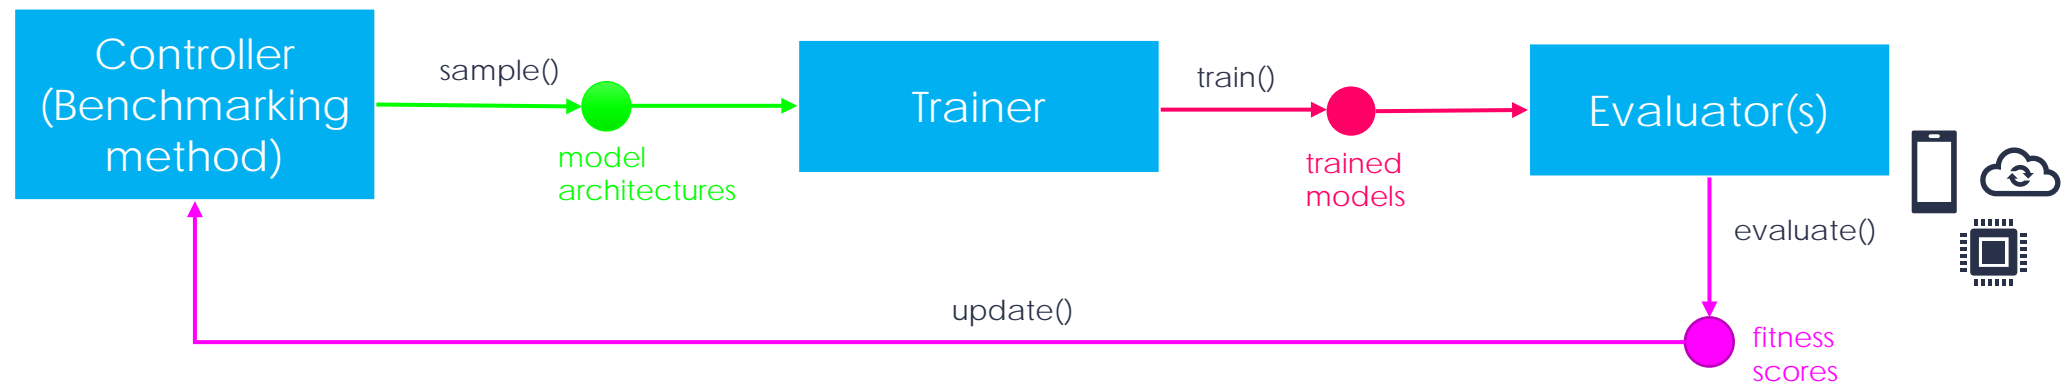 Controller
(Benchmarking
method)
sample()
model
architectures
Trainer
train()
trained
models
Evaluator(s)
evaluate()
update()
fitness
scores